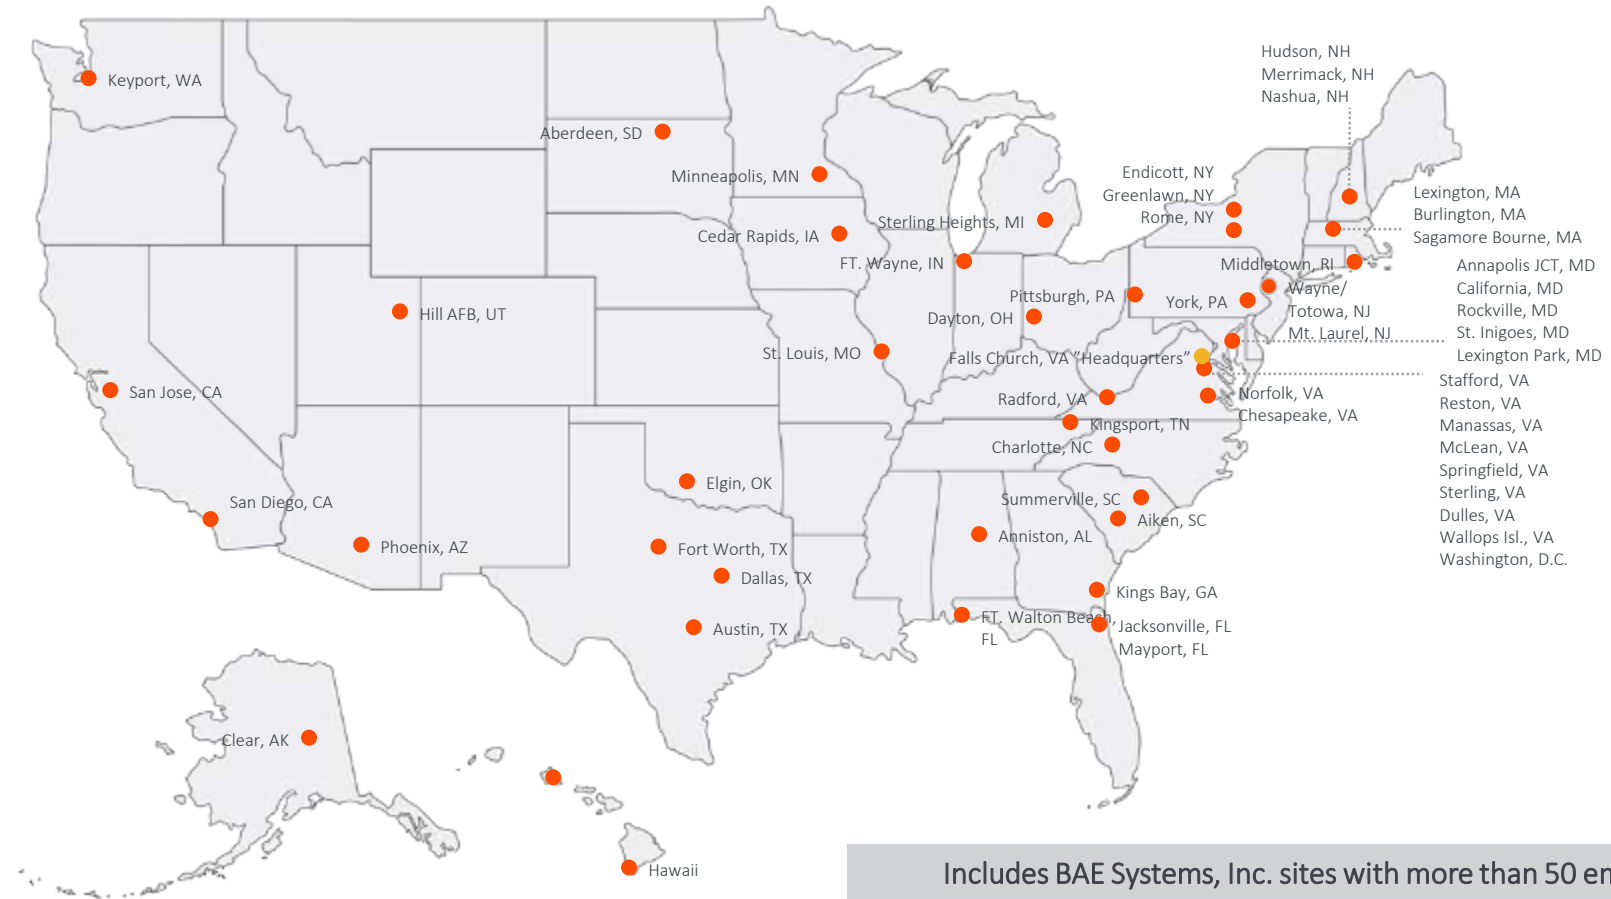 Hudson, NH
Merrimack, NH
Nashua, NH
Keyport, WA
Aberdeen, SD
Minneapolis, MN
Endicott, NY
Greenlawn, NY
Rome, NY
Lexington, MA
Burlington, MA
Sagamore Bourne, MA
Sterling Heights, MI
Cedar Rapids, IA
FT. Wayne, IN
Middletown, RI
Annapolis JCT, MD
California, MD
Rockville, MD
St. Inigoes, MD
Lexington Park, MD
Wayne/
Totowa, NJ
Mt. Laurel, NJ
Pittsburgh, PA
York, PA
Hill AFB, UT
Dayton, OH
St. Louis, MO
Falls Church, VA "Headquarters"
Stafford, VA
Reston, VA
Manassas, VA
McLean, VA
Springfield, VA
Sterling, VA
Dulles, VA
Wallops Isl., VA
Washington, D.C.
San Jose, CA
Radford, VA
Norfolk, VA
Chesapeake, VA
Kingsport, TN
Charlotte, NC
Elgin, OK
San Diego, CA
Summerville, SC
Aiken, SC
Phoenix, AZ
Fort Worth, TX
Anniston, AL
Dallas, TX
Kings Bay, GA
Austin, TX
FT. Walton Beach,
FL
Jacksonville, FL
Mayport, FL
Clear, AK
Hawaii
Includes BAE Systems, Inc. sites with more than 50 em